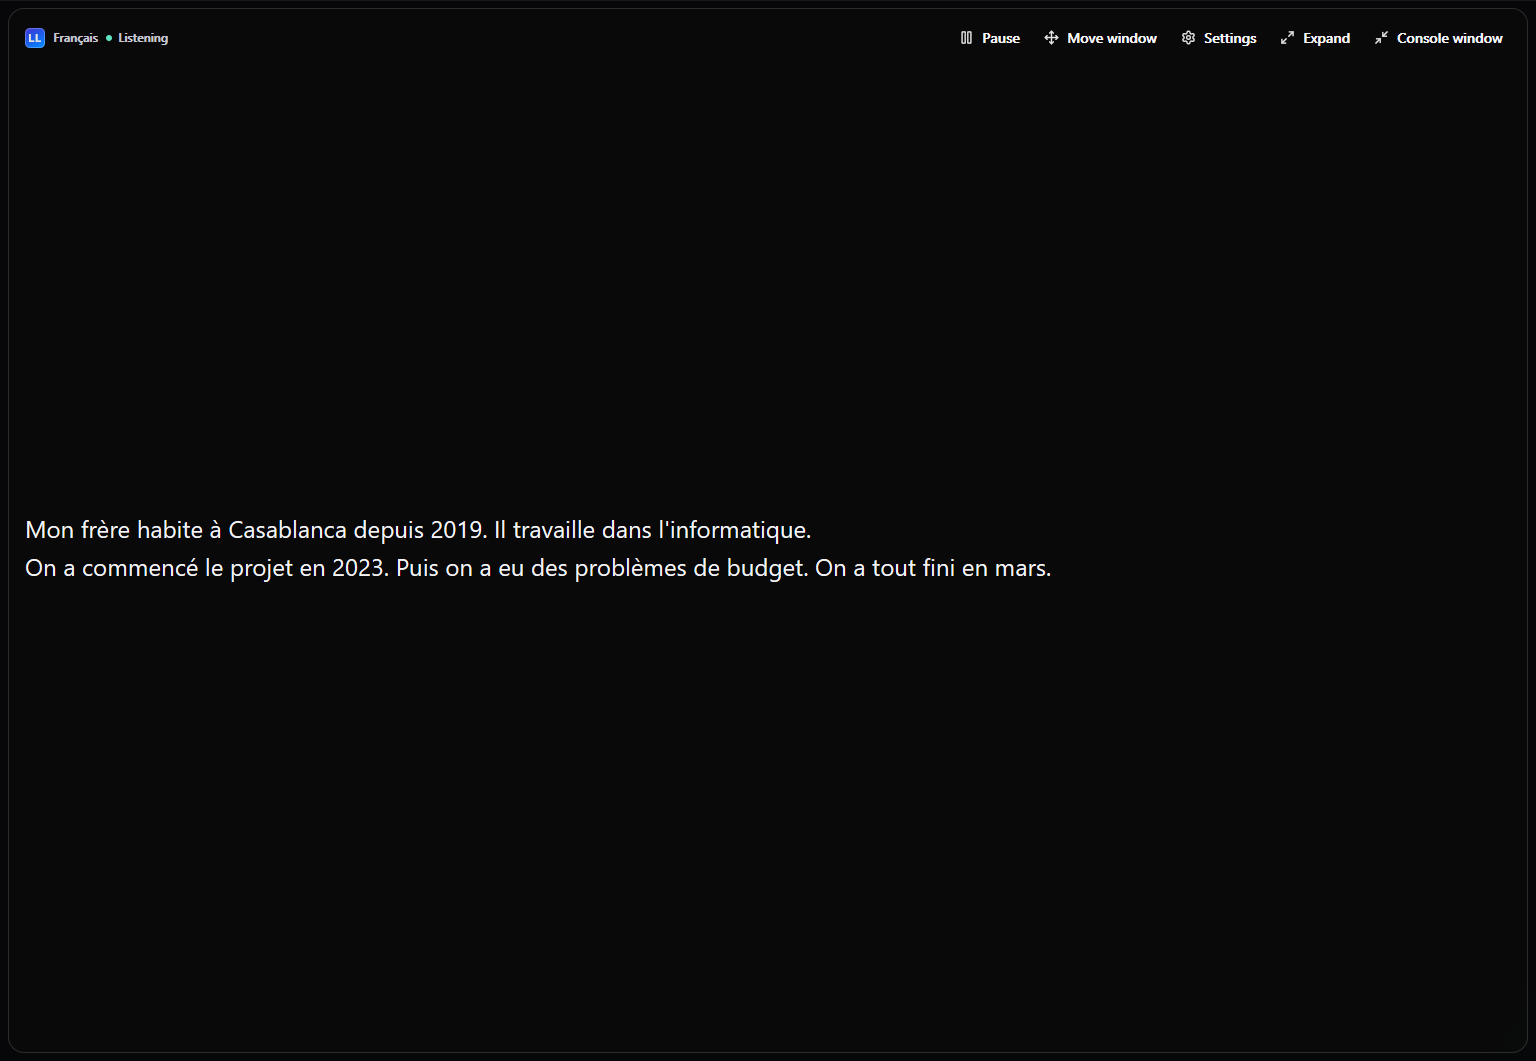 LL Français Listening Pause Move window Settings Expand Console window
Mon frère habite à Casablanca depuis 2019. Il travaille dans l'informatique.
On a commencé le projet en 2023. Puis on a eu des problèmes de budget. On a tout fini en mars.